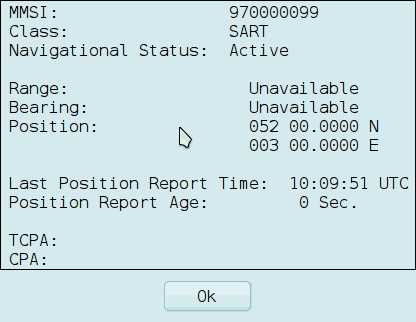 MMSI: 970000099
Class: SART
Navigational Status: Active
Range: Unavailable
Bearing: Unavailable
Position: 052 00.0000 N
003 00.0000 E
Last Position Report Time: 10:09:51 UTC
Position Report Age: 0 Sec.
TCPA:
CPA:
Ok